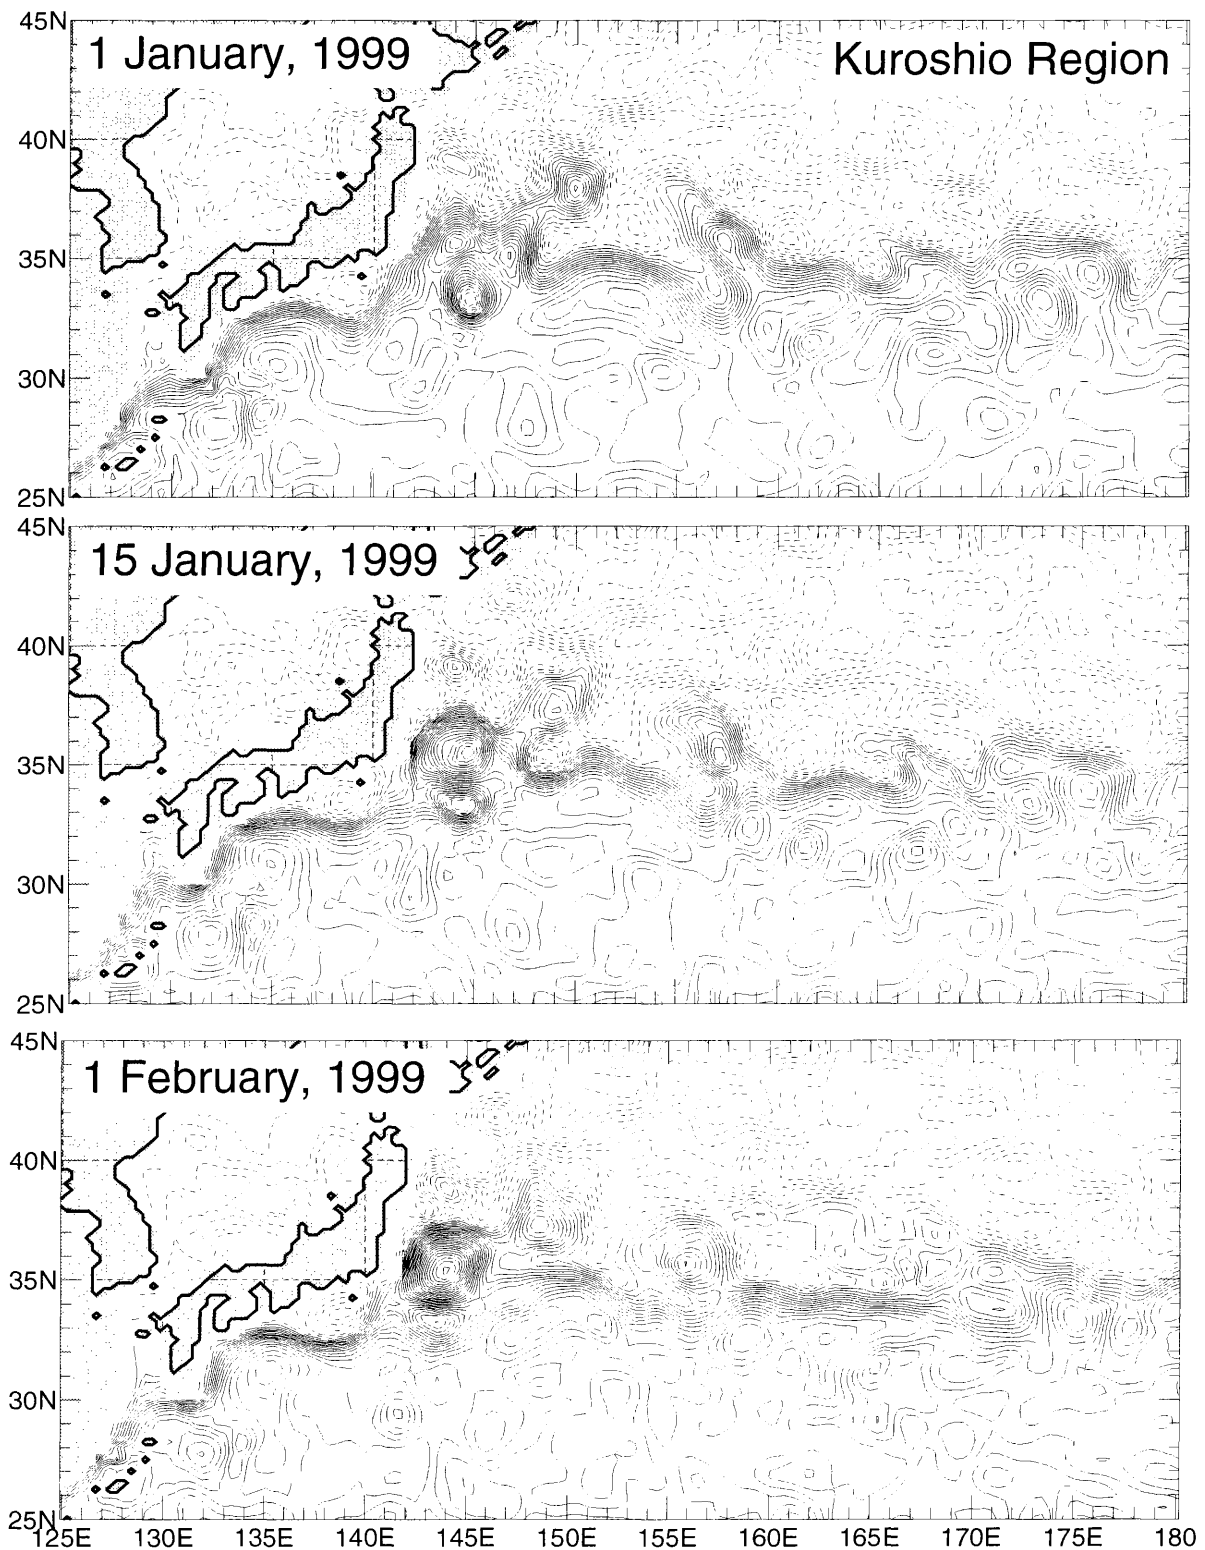 45N
1 January, 1999
Kuroshio Region
40N
35N
30N
25N
45N
15 January, 1999
40N
35N
30N
25N
45N
1 February, 1999
40N
35N
30N
25N
125E 130E 135E 140E 145E 150E 155E 160E 165E 170E 175E 180